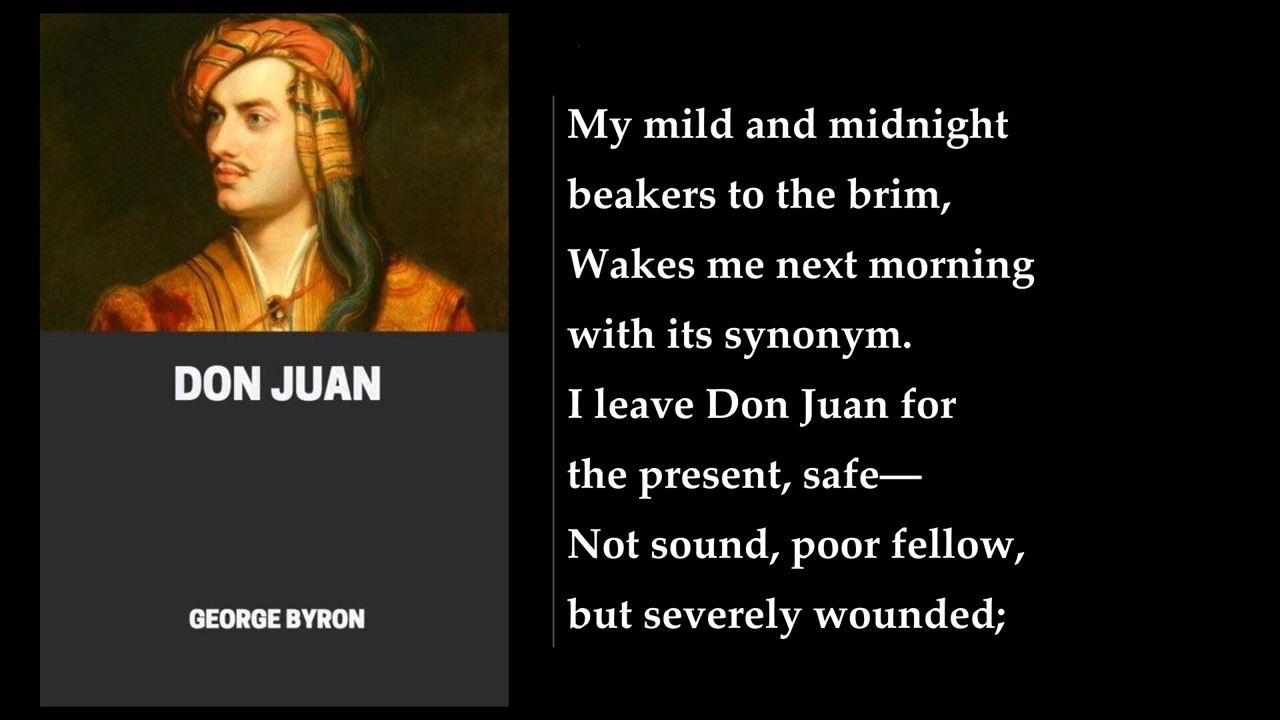 DON JUAN
GEORGE BYRON
My mild and midnight
beakers to the brim,
Wakes me next morning
with its synonym.
I leave Don Juan for
the present, safe—
Not sound, poor fellow,
but severely wounded;